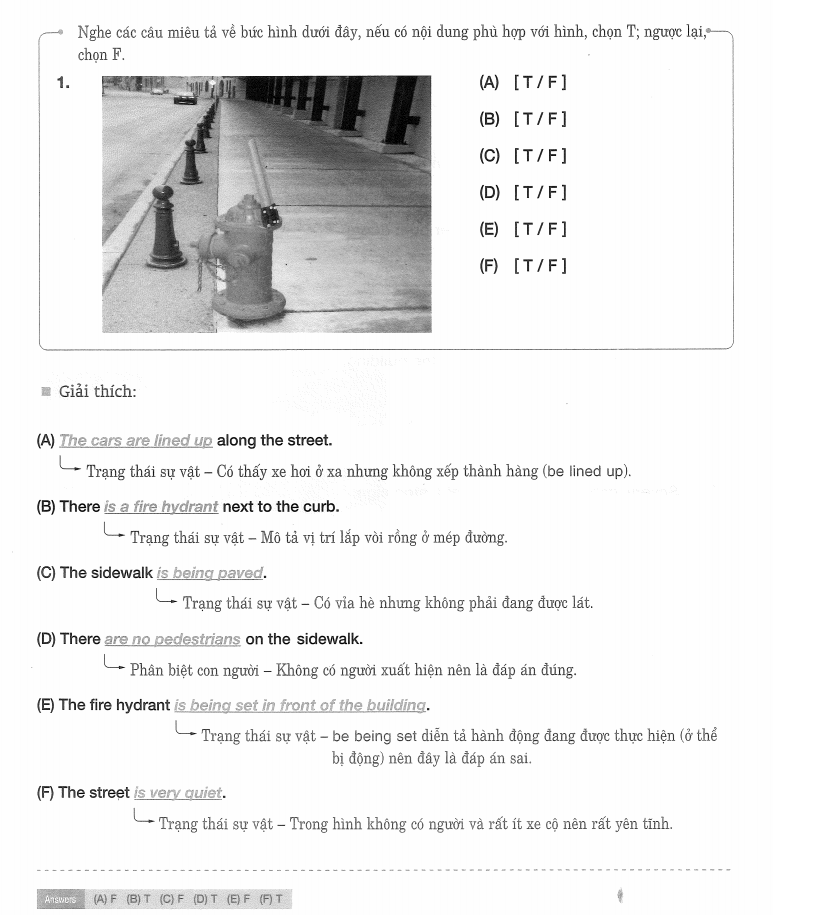 Nghe các câu miêu tả về bức hình dưới đây, nếu có nội dung phù hợp với hình, chọn T; ngược lại,
chọn F.
1.
(A) [ T / F ]
(B) [ T / F ]
(C) [ T / F ]
(D) [ T / F ]
(E) [ T / F ]
(F) [ T / F ]
Giải thích:
(A) The cars are lined up along the street.
Trạng thái sự vật – Có thấy xe hơi ở xa nhưng không xếp thành hàng (be lined up).
(B) There is a fire hydrant next to the curb.
Trạng thái sự vật – Mô tả vị trí lắp vòi rồng ở mép đường.
(C) The sidewalk is being paved.
Trạng thái sự vật – Có vỉa hè nhưng không phải đang được lát.
(D) There are no pedestrians on the sidewalk.
Phân biệt con người – Không có người xuất hiện nên là đáp án đúng.
(E) The fire hydrant is being set in front of the building.
Trạng thái sự vật – be being set diễn tả hành động đang được thực hiện (ở thể
bị động) nên đây là đáp án sai.
(F) The street is very quiet.
Trạng thái sự vật – Trong hình không có người và rất ít xe cộ nên rất yên tĩnh.
Answers (A) F (B) T (C) F (D) T (E) F (F) T